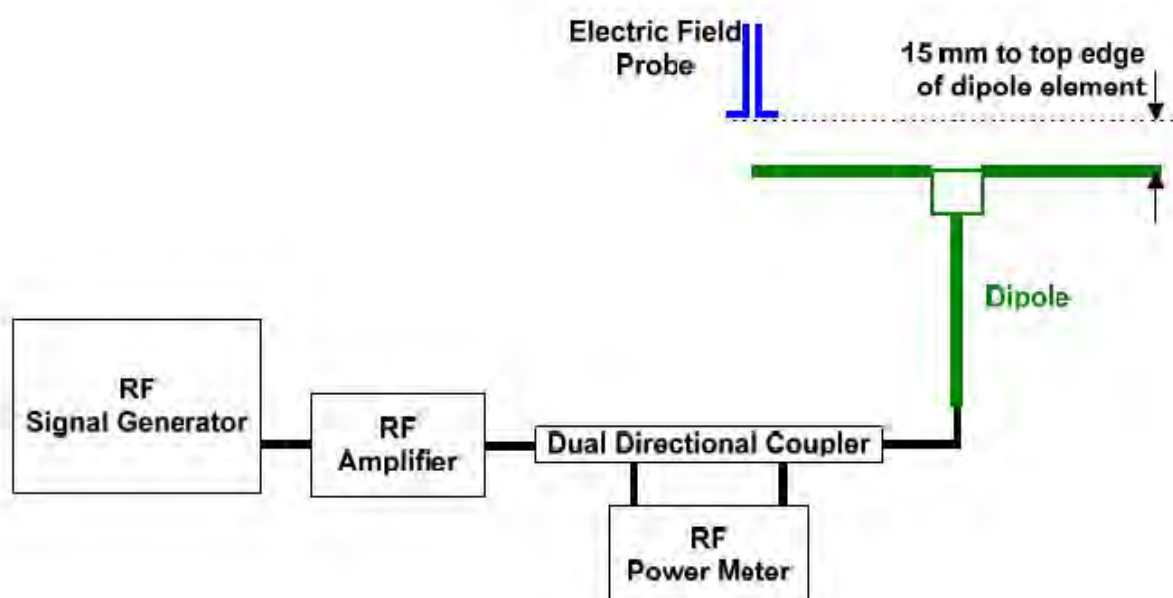 Electric Field
Probe
15 mm to top edge
of dipole element
Dipole
RF
Signal Generator
RF
Amplifier
Dual Directional Coupler
RF
Power Meter